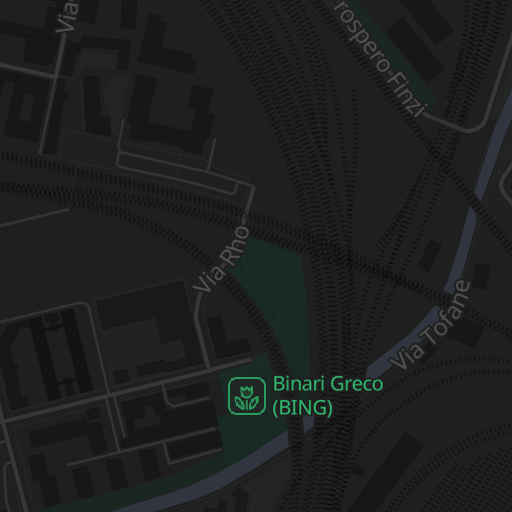 Via
rospero-Finzi
Via-Rho
Via Tofane
Binari Greco
(BING)